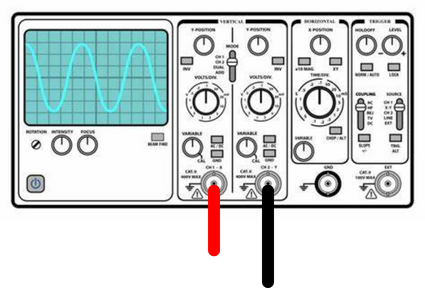 VERTICAL
HORIZONTAL
TRIGGER
Y-POSITION
Y-POSITION
X-POSITION
HOLDOFF
LEVEL
MODE
CH 1
CH 2
DUAL
ADD
INV
INV
x10 MAG
XY
NORM / AUTO
LOCK
VOLTS/DIV.
VOLTS/DIV.
TIME/DIV.
COUPLING
SOURCE
AC
HF
REJ
TV
DC
CH 1
X-Y
CH 2
LINE
EXT
ROTATION
INTENSITY
FOCUS
BEAM FIND
VARIABLE
AC / DC
GND
CAL
VARIABLE
AC / DC
GND
CAL
CHOP / ALT
VARIABLE
SLOPE
TRIG.
ALT
CH 1 - X
CH 2 - Y
GND
EXT
CAT. II
400V MAX
CAT. II
400V MAX
CAT. II
100V MAX